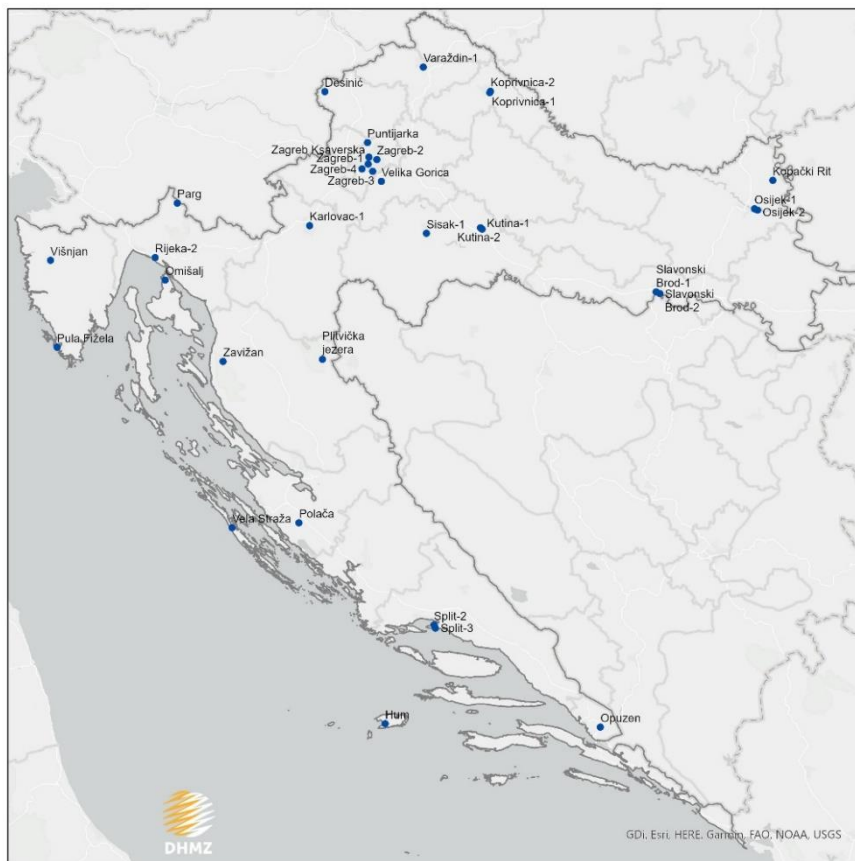 Varaždin-1
Desinić
Koprivnica-2
Koprivnica-1
Puntijarka
Zagreb Ksaverska
Zagreb-2
Zagreb-1
Zagreb-4
Velika Gorica
Zagreb-3
Kopački Rit
Parg
Osijek-1
Osijek-2
Karlovac-1
Sisak-1
Kutina-1
Kutina-2
Višnjan
Rijeka-2
Omišalj
Slavonski
Brod-1
Slavonski
Brod-2
Pula Fižela
Zavižan
Plitvička
jezera
Vela Straža
Polača
Split-2
Split-3
Hum
Opuzen
DHMZ
GDi, Esri, HERE, Garmin, FAO, NOAA, USGS